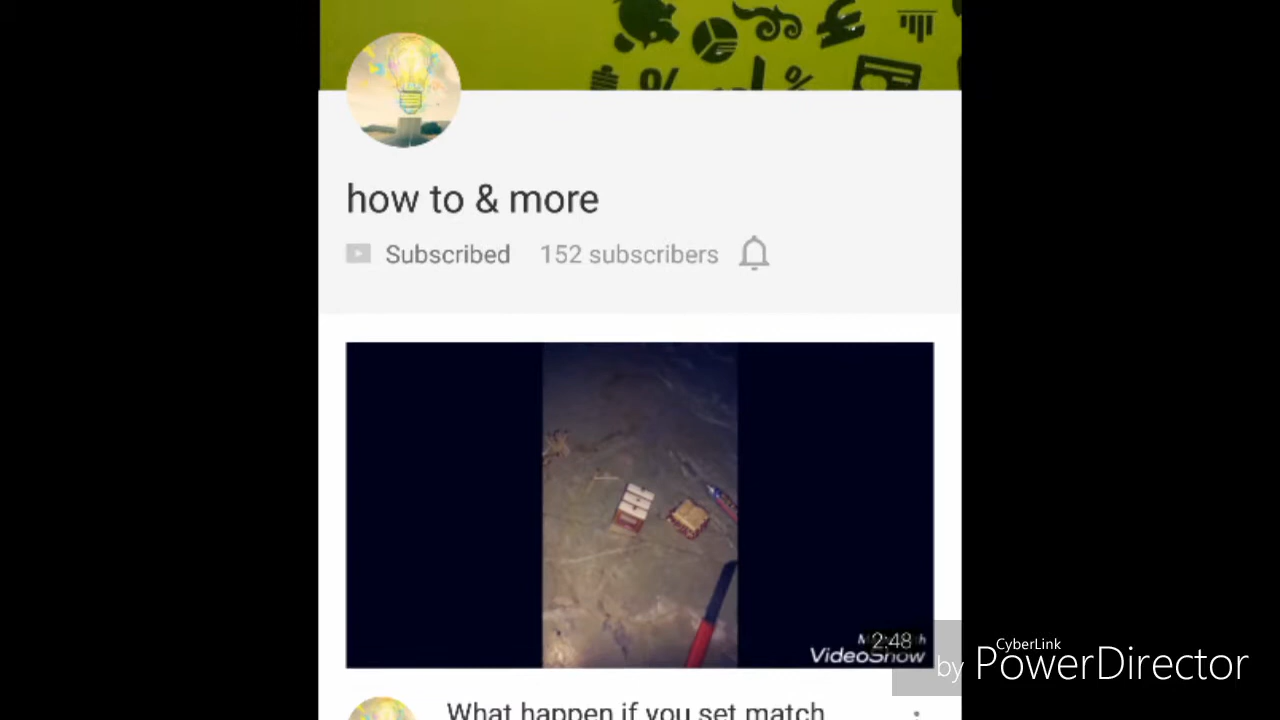 how to & more
Subscribed 152 subscribers
2:48
VideoShow
CyberLink
by PowerDirector
What happen if you set match